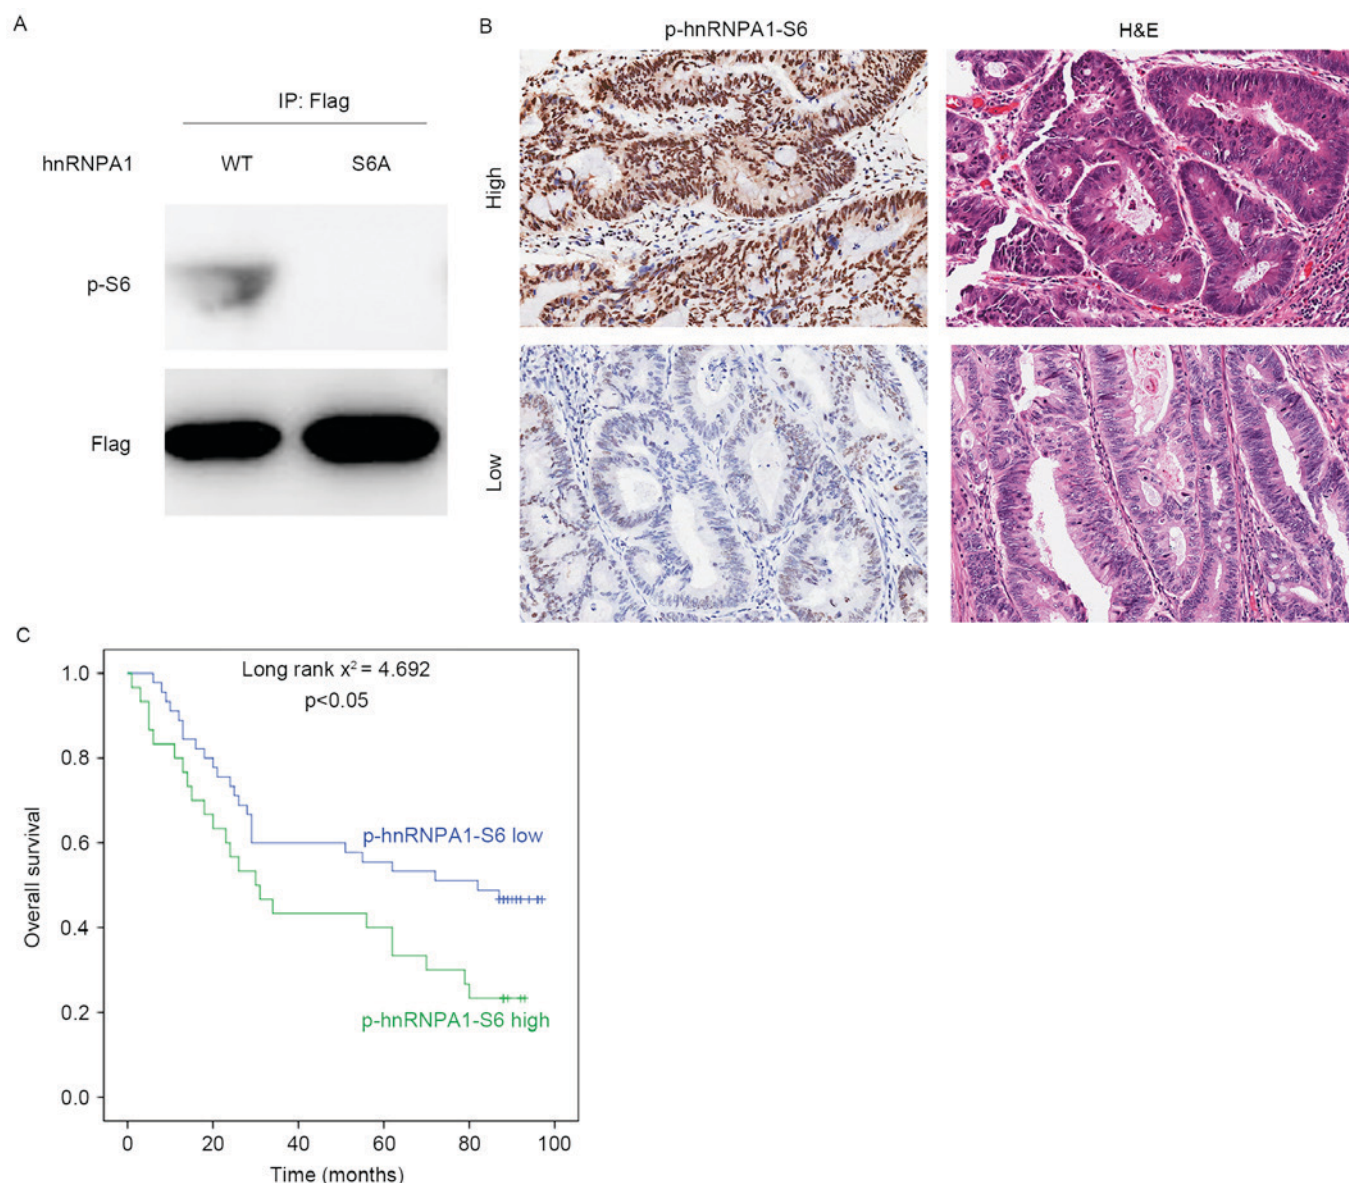 A
IP: Flag
hnRNPA1 WT S6A
p-S6
Flag
B
p-hnRNPA1-S6 H&E
High
Low
C
Long rank x² = 4.692
p<0.05
1.0
0.8
0.6
0.4
0.2
0.0
Overall survival
p-hnRNPA1-S6 low
p-hnRNPA1-S6 high
0 20 40 60 80 100
Time (months)